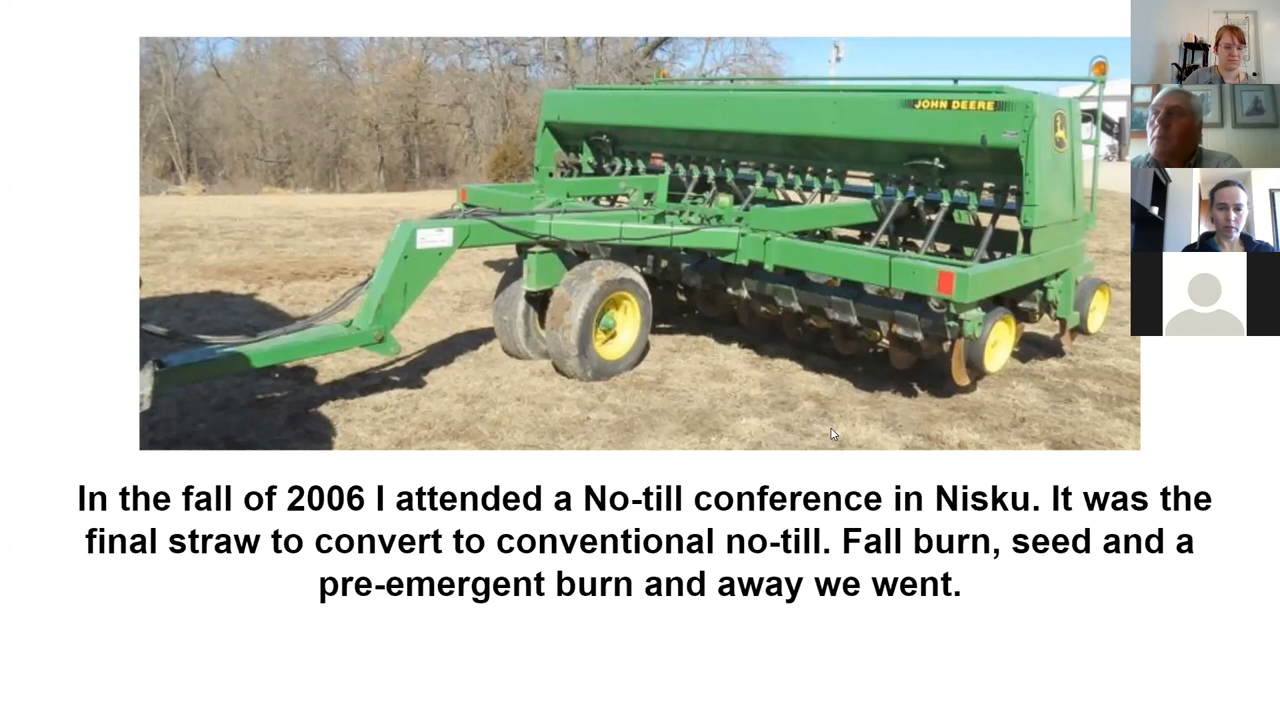 JOHN DEERE
In the fall of 2006 I attended a No-till conference in Nisku. It was the
final straw to convert to conventional no-till. Fall burn, seed and a
pre-emergent burn and away we went.